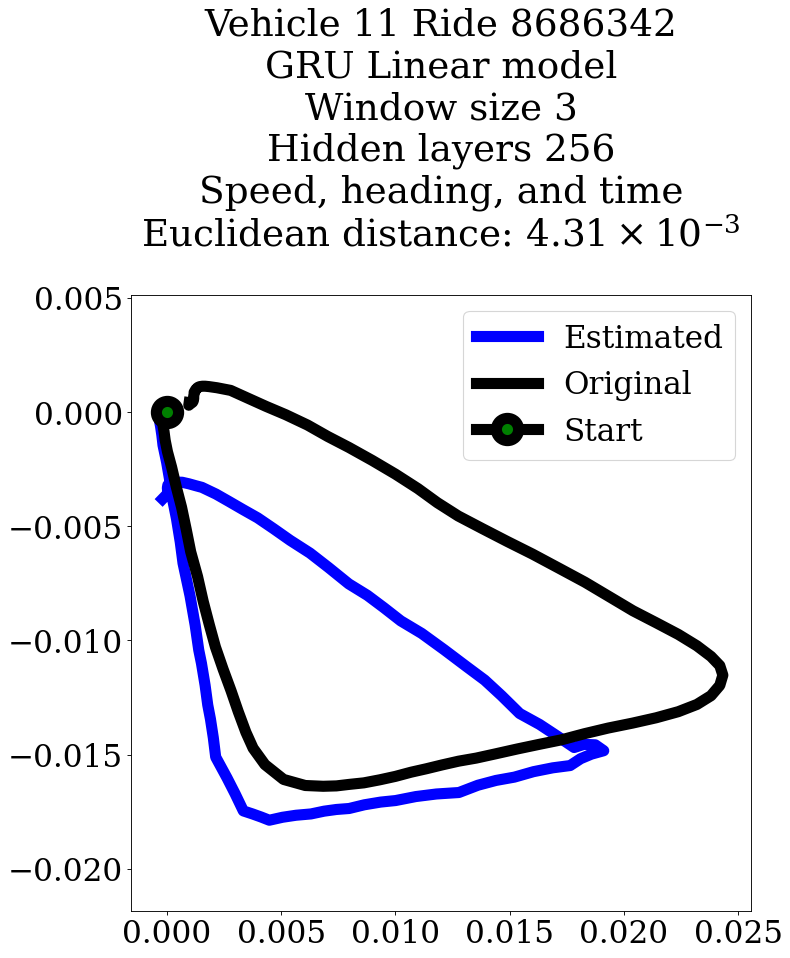 Vehicle 11 Ride 8686342
GRU Linear model
Window size 3
Hidden layers 256
Speed, heading, and time
Euclidean distance: 4.31 × 10⁻³
0.005
0.000
−0.005
−0.010
−0.015
−0.020
Estimated
Original
Start
0.000 0.005 0.010 0.015 0.020 0.025